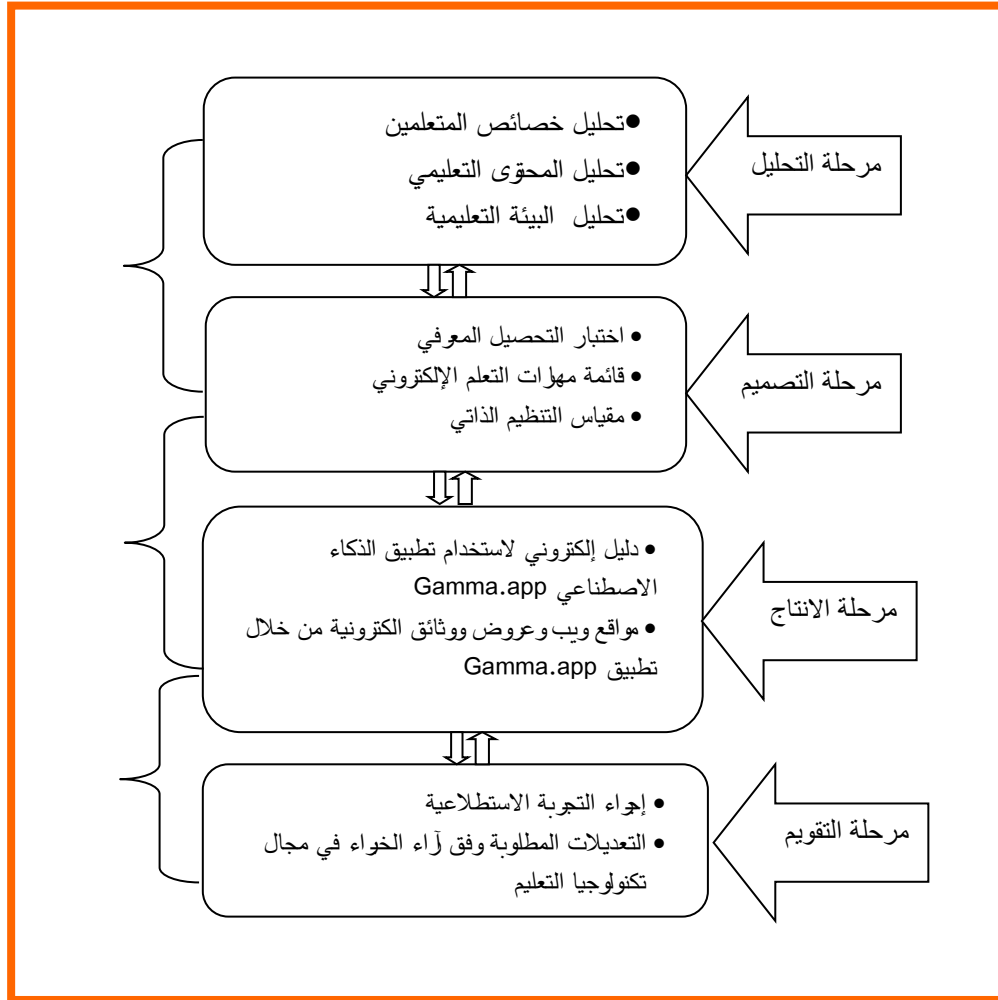 مرحلة التحليل
●تحليل خصائص المتعلمين
●تحليل المحتوى التعليمي
●تحليل البيئة التعليمية
مرحلة التصميم
• اختبار التحصيل المعرفي
• قائمة مهارات التعلم الإلكتروني
• مقياس التنظيم الذاتي
مرحلة الانتاج
• دليل إلكتروني لاستخدام تطبيق الذكاء
الاصطناعي Gamma.app
• مواقع ويب وعروض ووثائق الكترونية من خلال
تطبيق Gamma.app
مرحلة التقويم
• إجراء التجربة الاستطلاعية
• التعديلات المطلوبة وفق آراء الخبراء في مجال
تكنولوجيا التعليم